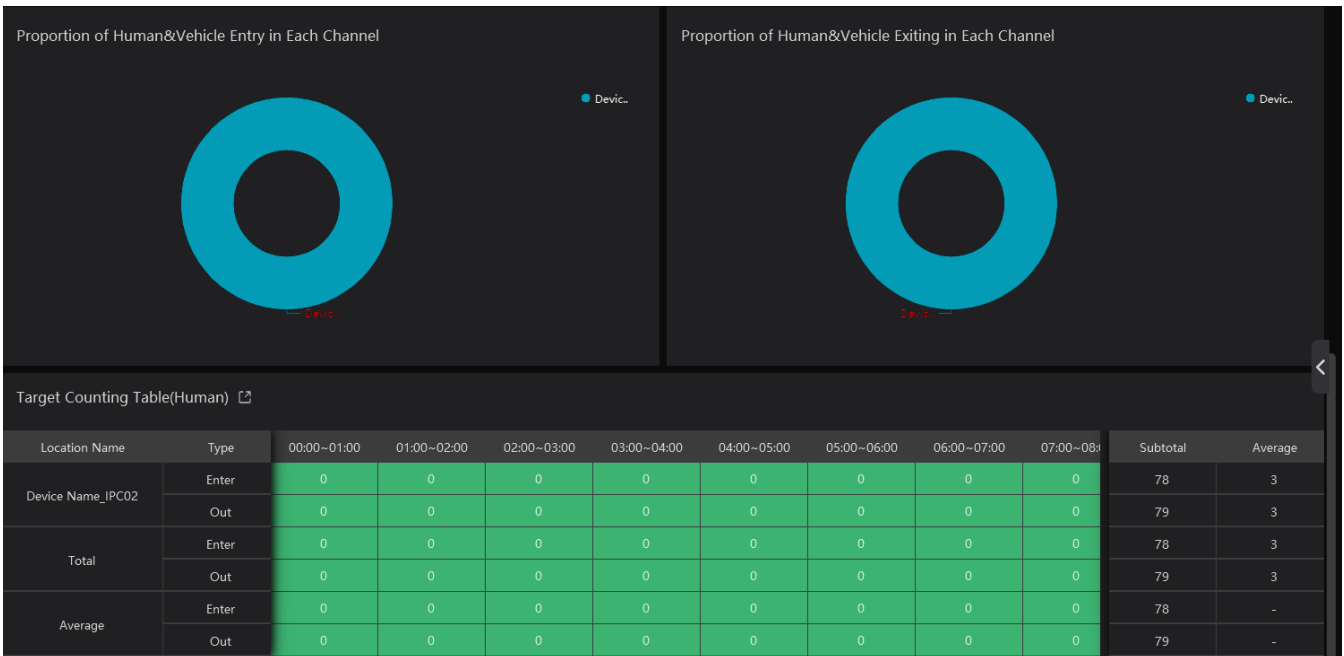 Proportion of Human&Vehicle Entry in Each Channel
Devic..
Devic..
Proportion of Human&Vehicle Exiting in Each Channel
Devic..
Devic..
Target Counting Table(Human)
Location Name Type 00:00~01:00 01:00~02:00 02:00~03:00 03:00~04:00 04:00~05:00 05:00~06:00 06:00~07:00 07:00~08: Subtotal Average
Device Name_IPC02 Enter 0 0 0 0 0 0 0 0 78 3
Out 0 0 0 0 0 0 0 0 79 3
Total Enter 0 0 0 0 0 0 0 0 78 3
Out 0 0 0 0 0 0 0 0 79 3
Average Enter 0 0 0 0 0 0 0 0 78 -
Out 0 0 0 0 0 0 0 0 79 -